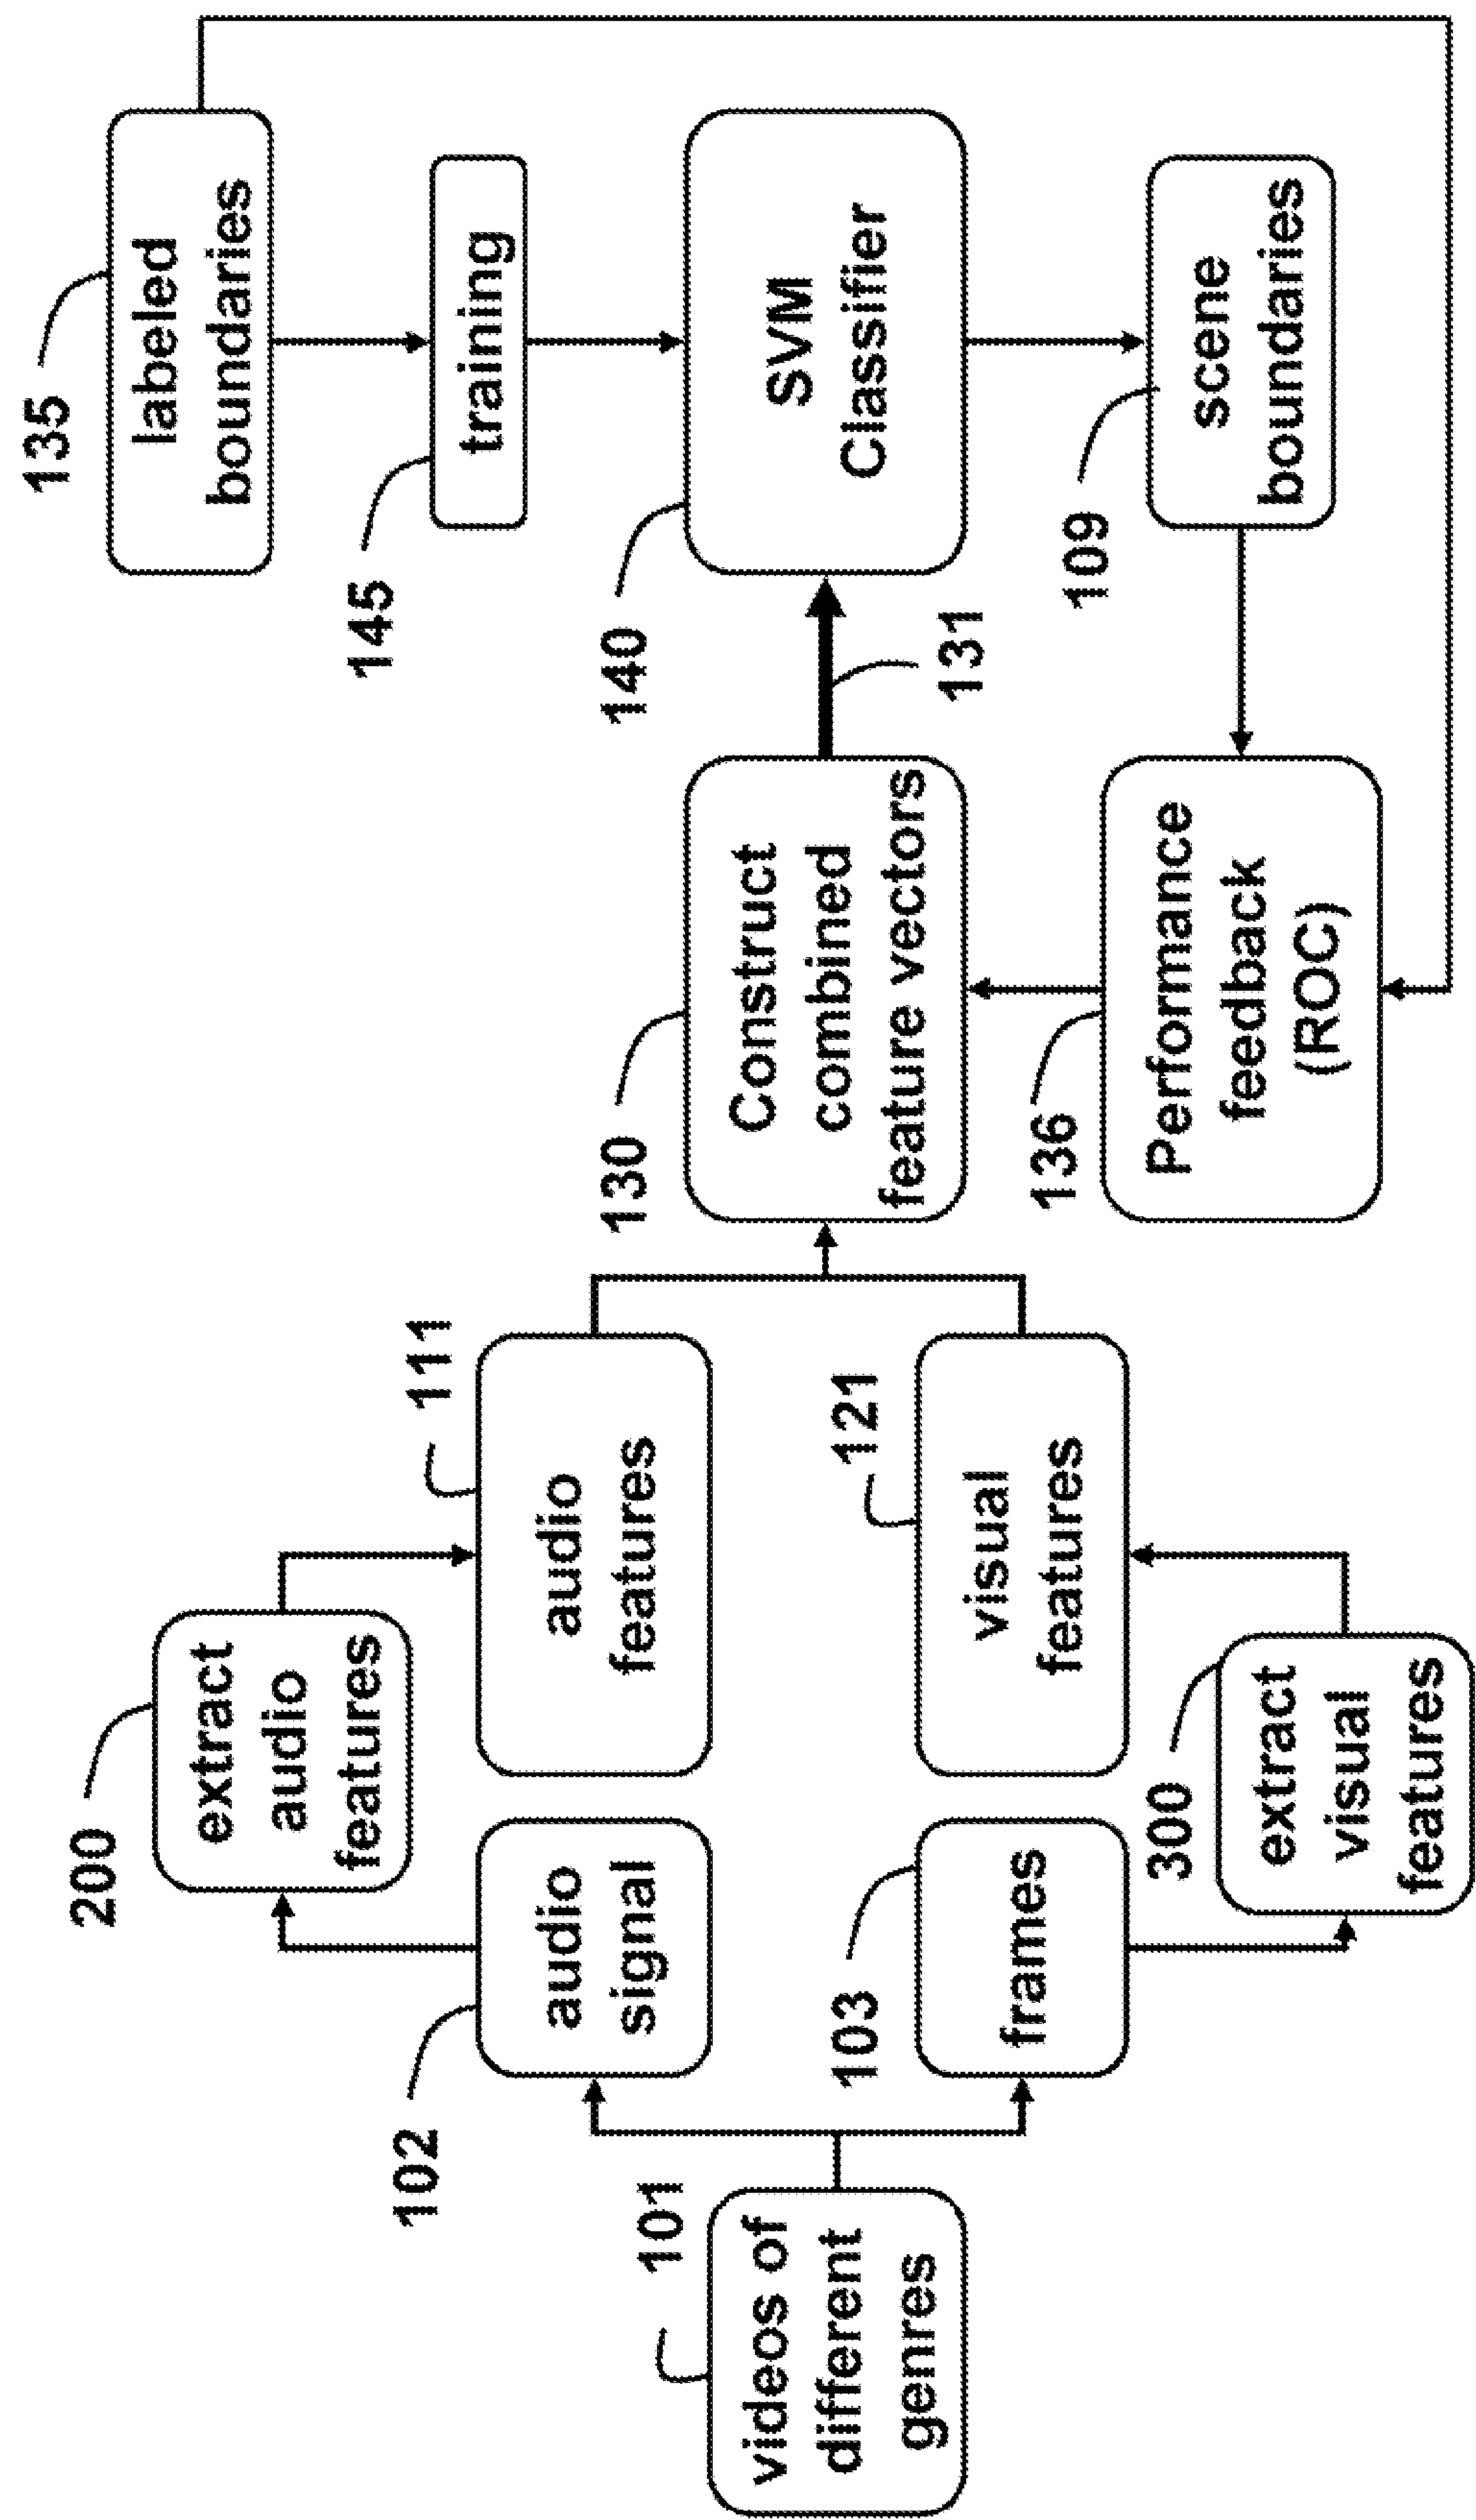 101
videos of
different
genres
102
audio
signal
103
frames
200
extract
audio
features
300
extract
visual
features
111
audio
features
121
visual
features
130
Construct
combined
feature vectors
136
Performance
feedback
(ROC)
131
135
labeled
boundaries
145
training
140
SVM
Classifier
109
scene
boundaries